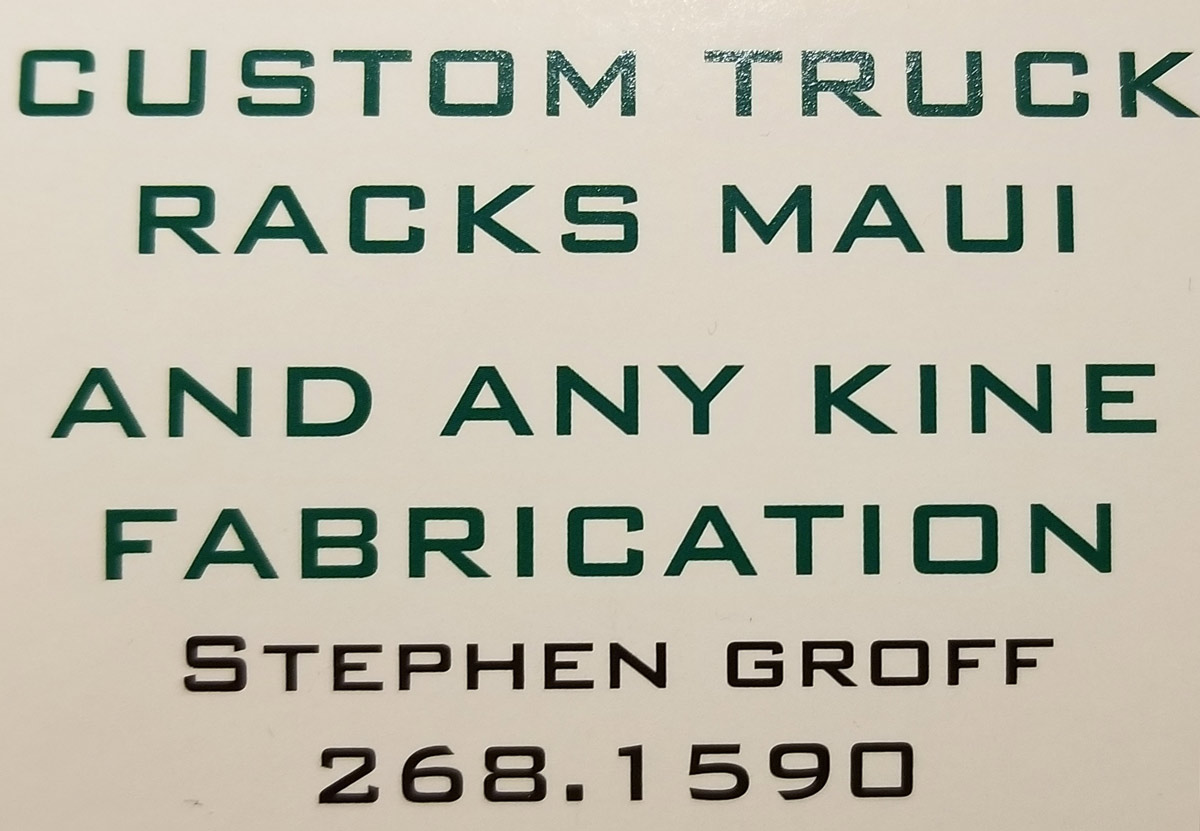 CUSTOM TRUCK
RACKS MAUI
AND ANY KINE
FABRICATION
STEPHEN GROFF
268.1590